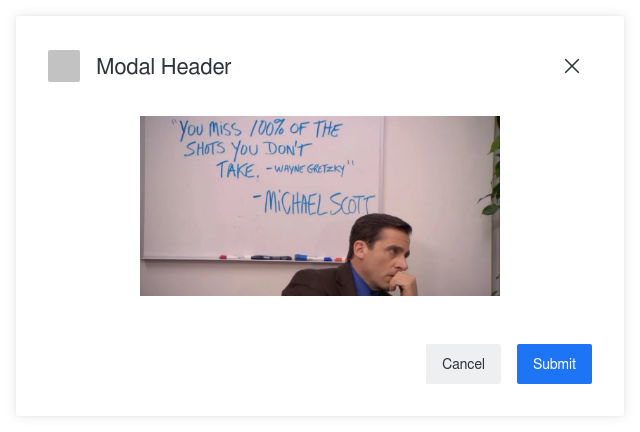 Modal Header
"YOU MISS 100% OF THE
SHOTS YOU DON'T
TAKE. -WAYNE GRETZKY"
-MICHAEL SCOTT
Cancel
Submit